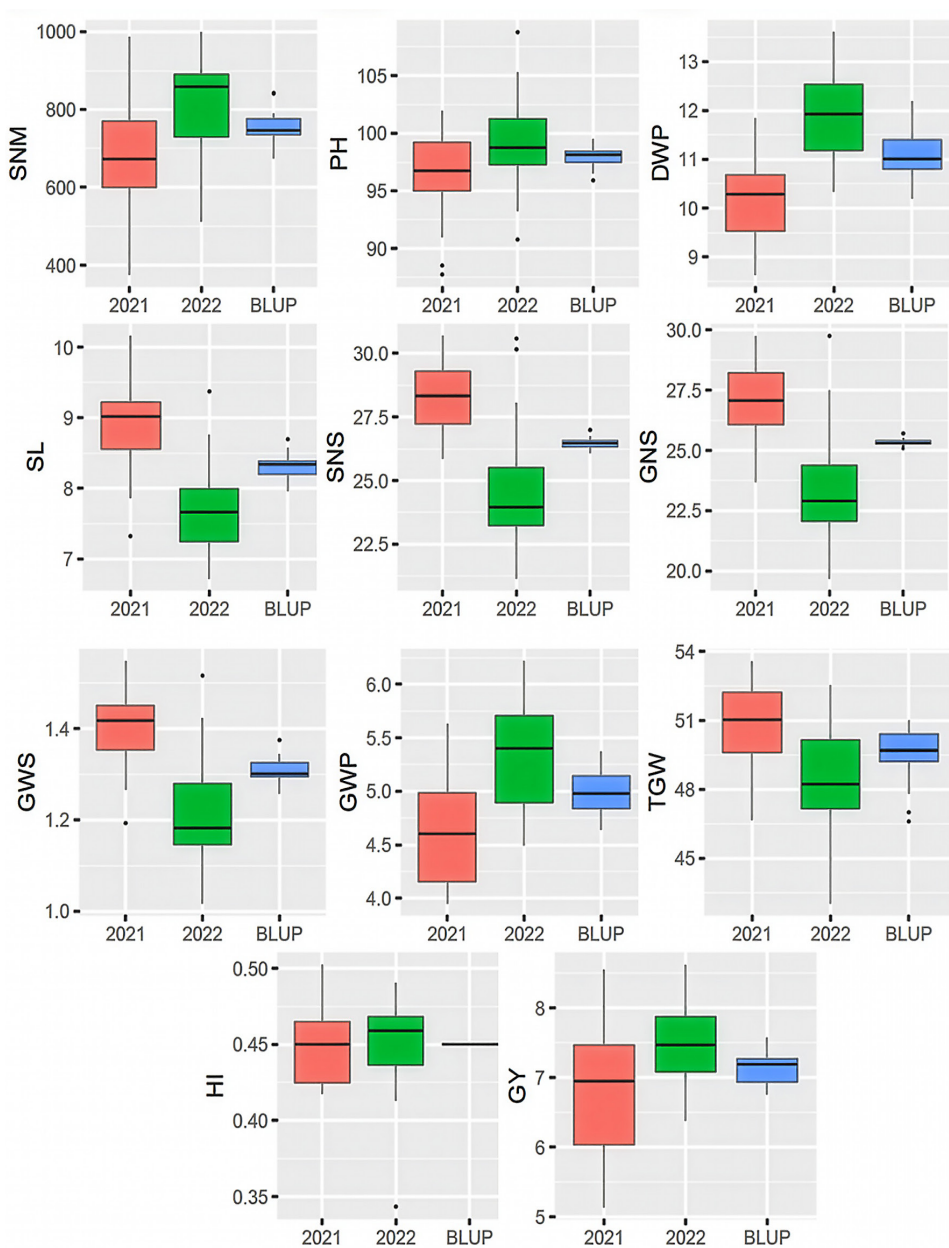 SNM
1000
800
600
400
2021 2022 BLUP
PH
105
100
95
90
2021 2022 BLUP
DWP
13
12
11
10
9
2021 2022 BLUP
SL
10
9
8
7
2021 2022 BLUP
SNS
30.0
27.5
25.0
22.5
2021 2022 BLUP
GNS
30.0
27.5
25.0
22.5
20.0
2021 2022 BLUP
GWS
1.4
1.2
1.0
2021 2022 BLUP
GWP
6.0
5.5
5.0
4.5
4.0
2021 2022 BLUP
TGW
54
51
48
45
2021 2022 BLUP
HI
0.50
0.45
0.40
0.35
2021 2022 BLUP
GY
8
7
6
5
2021 2022 BLUP